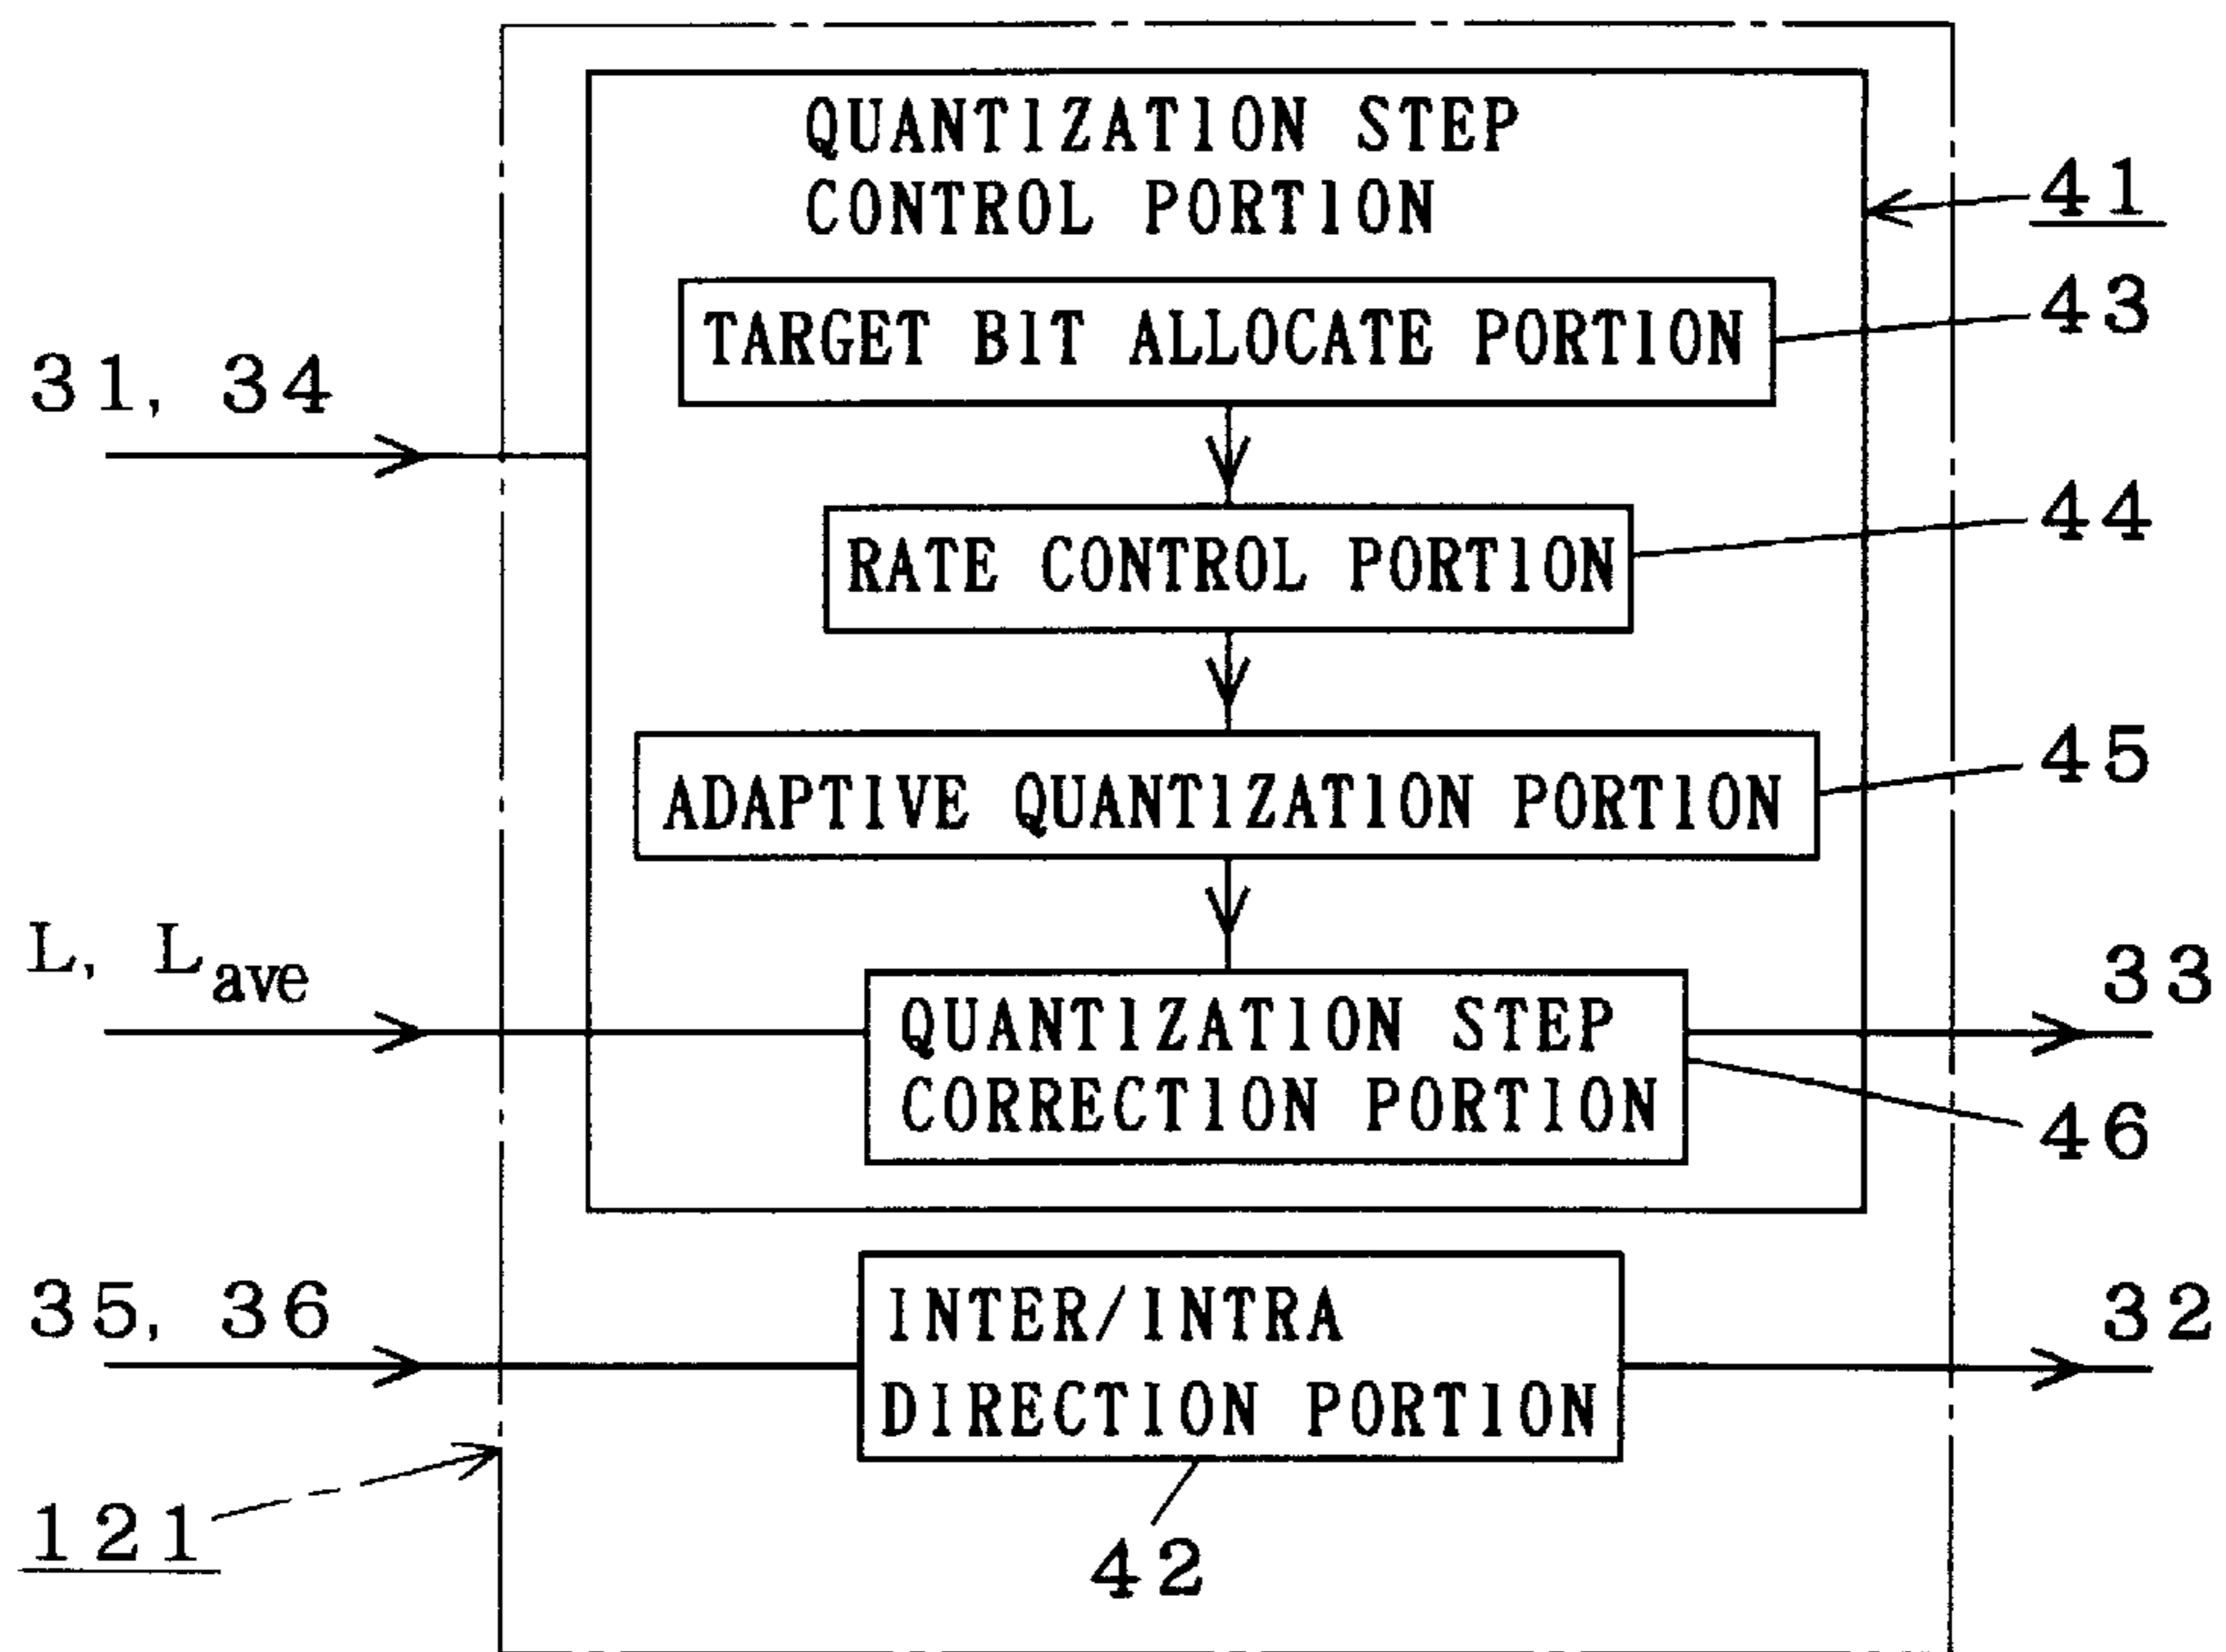 QUANTIZATION STEP
CONTROL PORTION
41
TARGET BIT ALLOCATE PORTION
43
31, 34
RATE CONTROL PORTION
44
ADAPTIVE QUANTIZATION PORTION
45
L, Lave
QUANTIZATION STEP
CORRECTION PORTION
33
46
35, 36
INTER/INTRA
DIRECTION PORTION
32
121
42